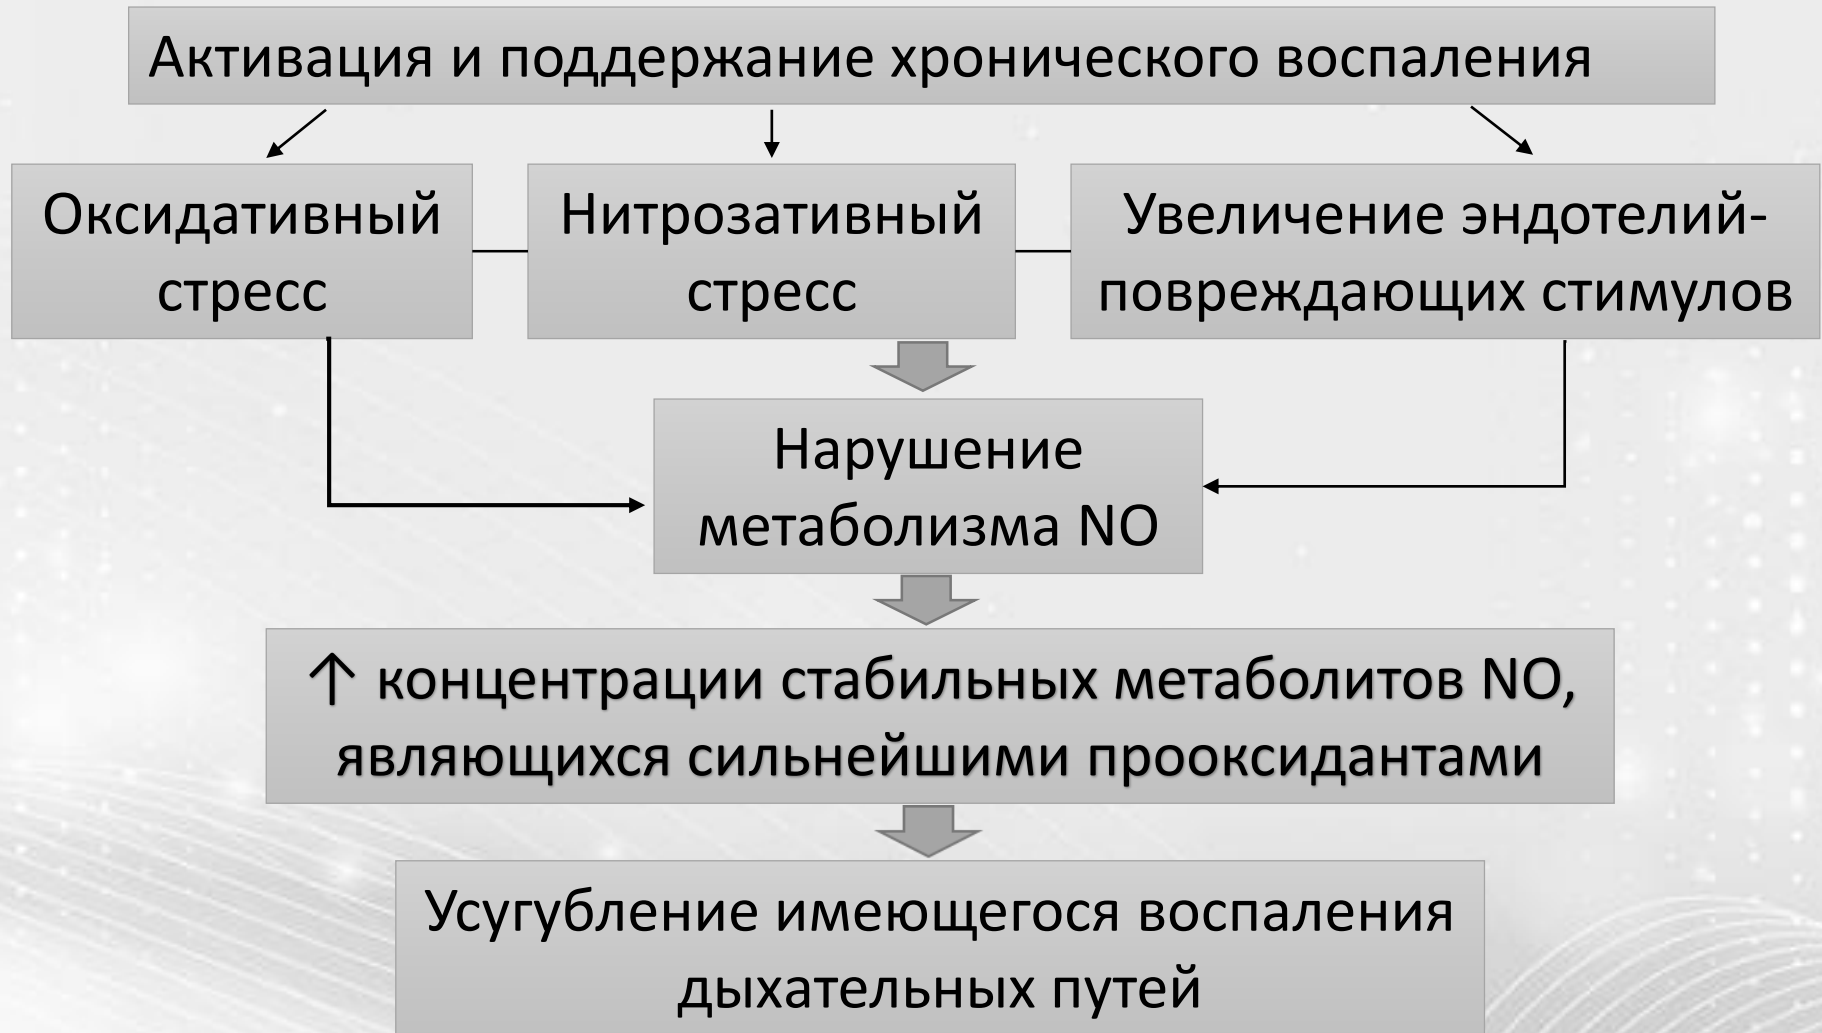 Активация и поддержание хронического воспаления
Оксидативный
стресс
Нитрозативный
стресс
Увеличение эндотелий-
повреждающих стимулов
Нарушение
метаболизма NO
↑ концентрации стабильных метаболитов NO,
являющихся сильнейшими прооксидантами
Усугубление имеющегося воспаления
дыхательных путей